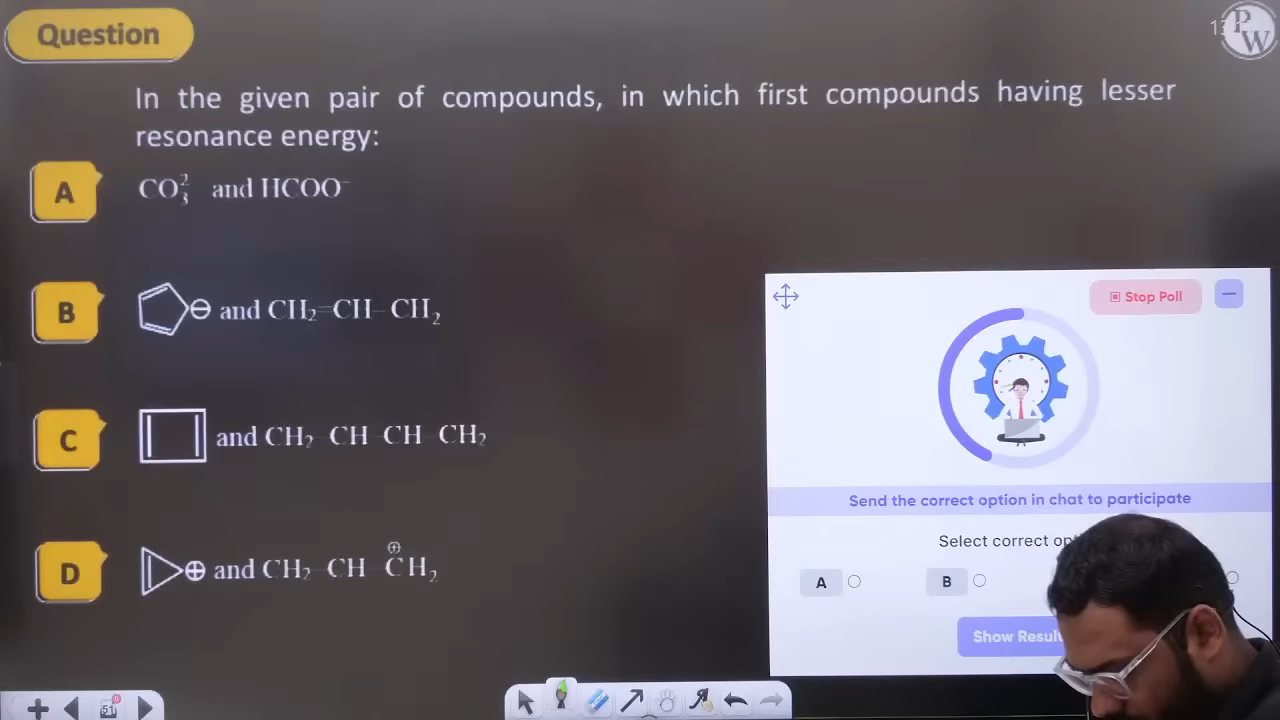 Question
In the given pair of compounds, in which first compounds having lesser
resonance energy:
A
CO₃² and HCOO⁻
B
⊖ and CH₂=CH–CH₂
C
and CH₂ CH CH CH₂
D
⊕ and CH₂ CH C⊕H₂
PW
Stop Poll
Send the correct option in chat to participate
Select correct
A
B
Show
51